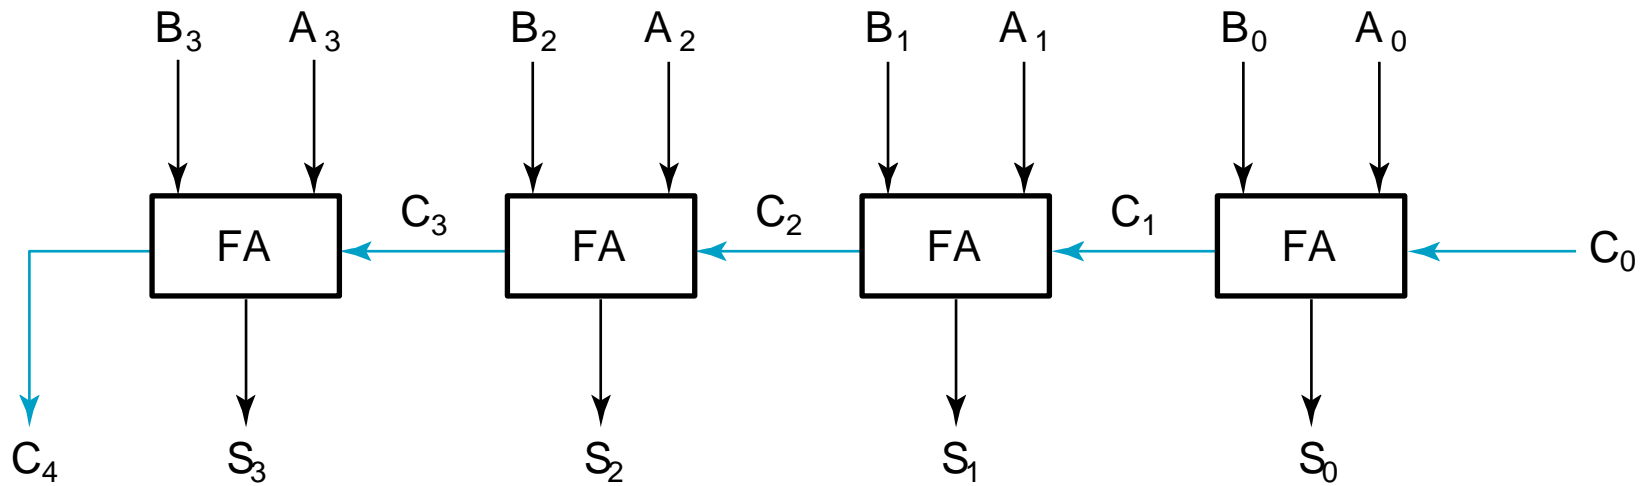 B₃ A₃ B₂ A₂ B₁ A₁ B₀ A₀
C₃ C₂ C₁
FA FA FA FA C₀
C₄ S₃ S₂ S₁ S₀